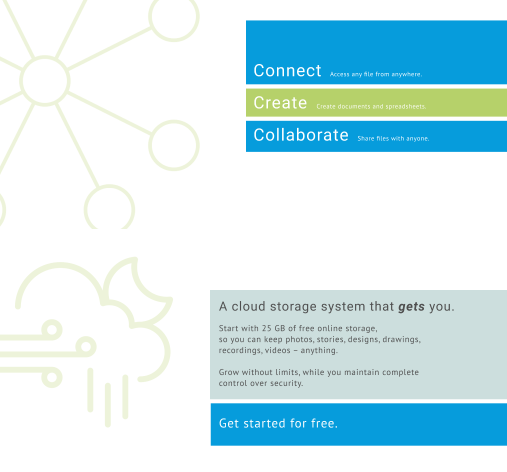 Connect Access any file from anywhere.
Create Create documents and spreadsheets.
Collaborate Share files with anyone.
A cloud storage system that gets you.
Start with 25 GB of free online storage,
so you can keep photos, stories, designs, drawings,
recordings, videos – anything.
Grow without limits, while you maintain complete
control over security.
Get started for free.